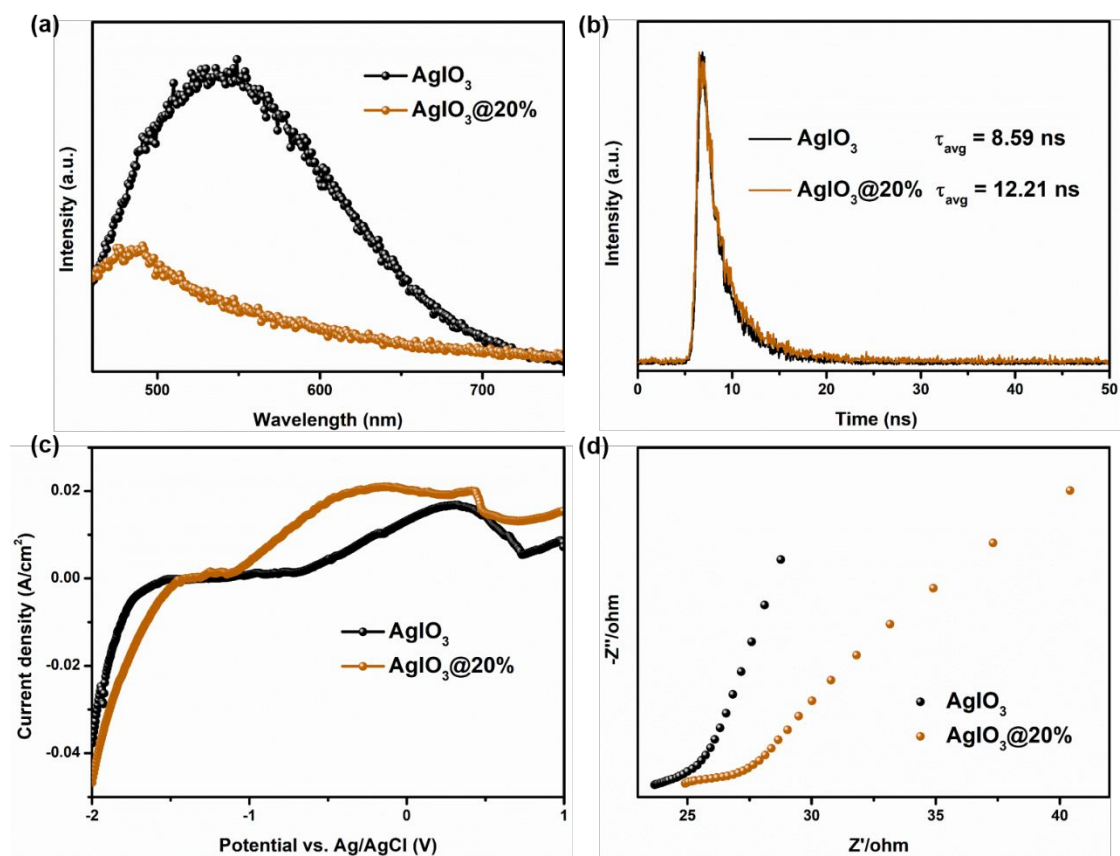 (a)
AgIO₃
AgIO₃@20%
Intensity (a.u.)
500
600
700
Wavelength (nm)
(b)
AgIO₃ τavg = 8.59 ns
AgIO₃@20% τavg = 12.21 ns
Intensity (a.u.)
0
10
20
30
40
50
Time (ns)
(c)
0.02
0.00
-0.02
-0.04
Current density (A/cm²)
AgIO₃
AgIO₃@20%
-2
-1
0
1
Potential vs. Ag/AgCl (V)
(d)
-Z''/ohm
AgIO₃
AgIO₃@20%
25
30
35
40
Z'/ohm